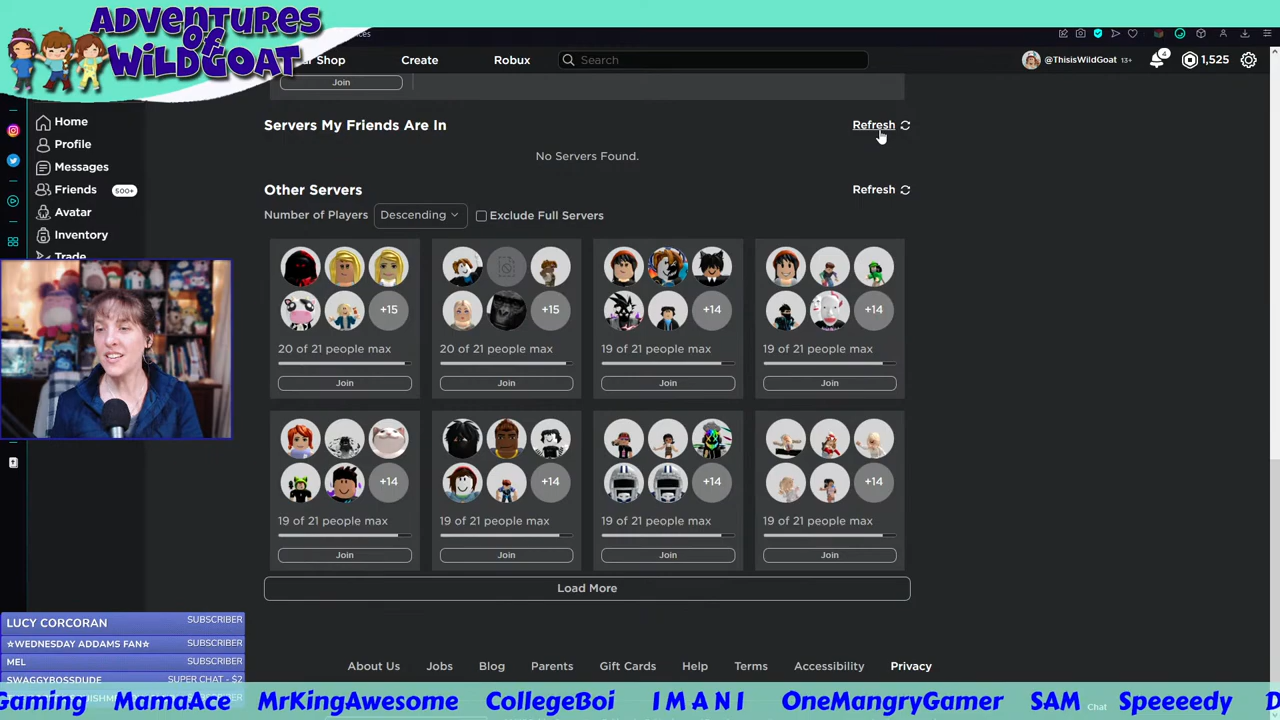 ADVENTURES
of
WILDGOAT
Shop
Create
Robux
Search
@ThisisWildGoat 13+
4
1,525
Join
Home
Profile
Messages
Friends 500+
Avatar
Inventory
Trade
Servers My Friends Are In
Refresh
No Servers Found.
Other Servers
Refresh
Number of Players Descending Exclude Full Servers
+15 +15 +14 +14
20 of 21 people max 20 of 21 people max 19 of 21 people max 19 of 21 people max
Join Join Join Join
+14 +14 +14 +14
19 of 21 people max 19 of 21 people max 19 of 21 people max 19 of 21 people max
Join Join Join Join
Load More
LUCY CORCORAN SUBSCRIBER
☆WEDNESDAY ADDAMS FAN☆ SUBSCRIBER
MEL SUBSCRIBER
SWAGGYBOSSDUDE SUPER CHAT - $2
About Us Jobs Blog Parents Gift Cards Help Terms Accessibility Privacy
Gaming MamaAce MrKingAwesome CollegeBoi I M A N I OneMangryGamer SAM Speeeedy D
Chat